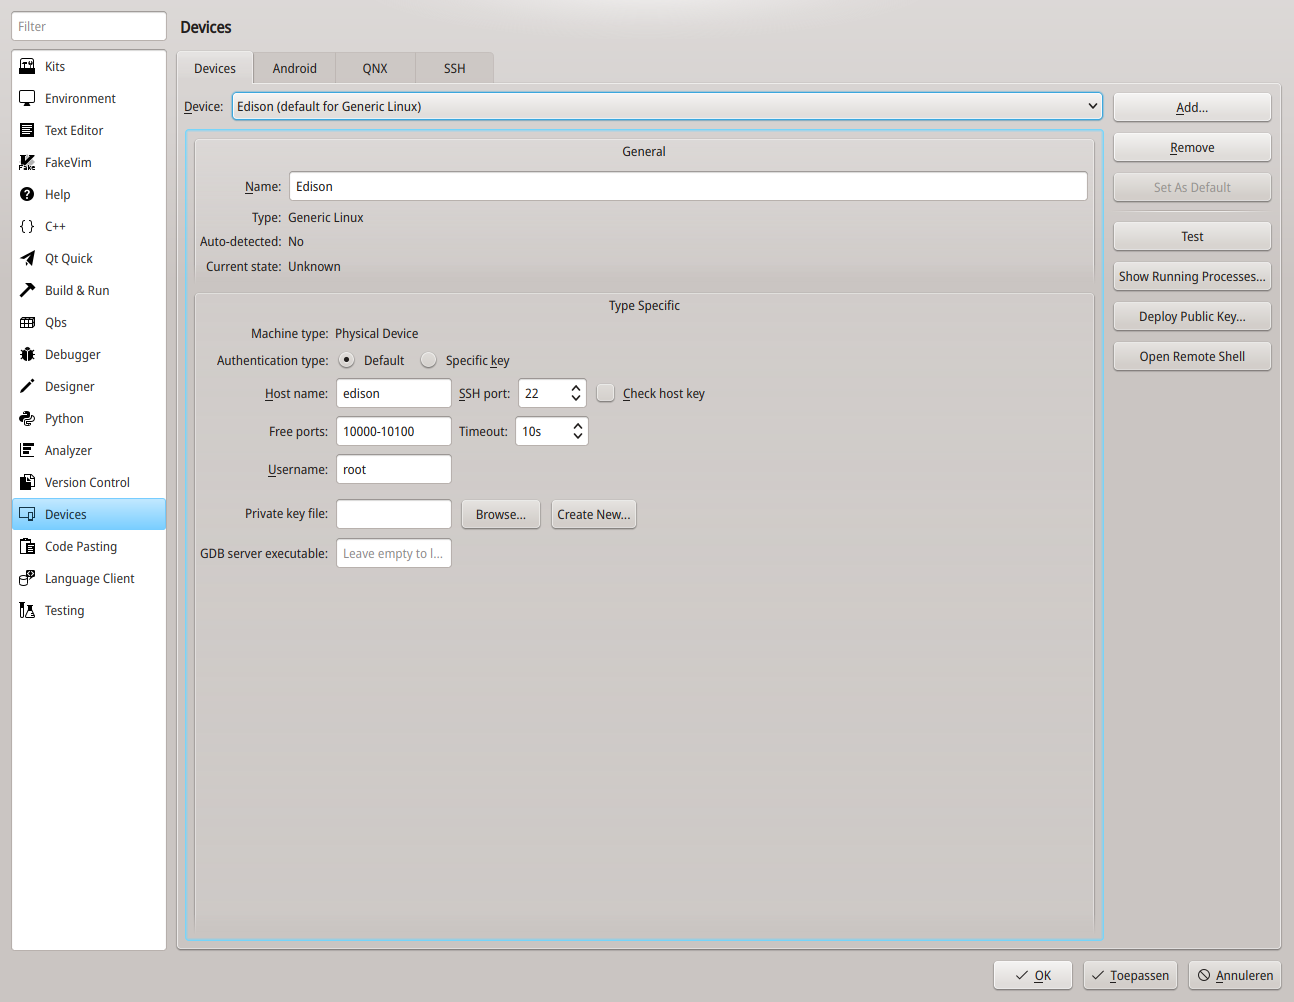 Filter
Kits
Environment
Text Editor
FakeVim
Help
C++
Qt Quick
Build & Run
Qbs
Debugger
Designer
Python
Analyzer
Version Control
Devices
Code Pasting
Language Client
Testing
Devices
Devices Android QNX SSH
Device: Edison (default for Generic Linux)
General
Name: Edison
Type: Generic Linux
Auto-detected: No
Current state: Unknown
Type Specific
Machine type: Physical Device
Authentication type: Default Specific key
Host name: edison SSH port: 22 Check host key
Free ports: 10000-10100 Timeout: 10s
Username: root
Private key file: Browse... Create New...
GDB server executable: Leave empty to l...
Add...
Remove
Set As Default
Test
Show Running Processes...
Deploy Public Key...
Open Remote Shell
OK Toepassen Annuleren